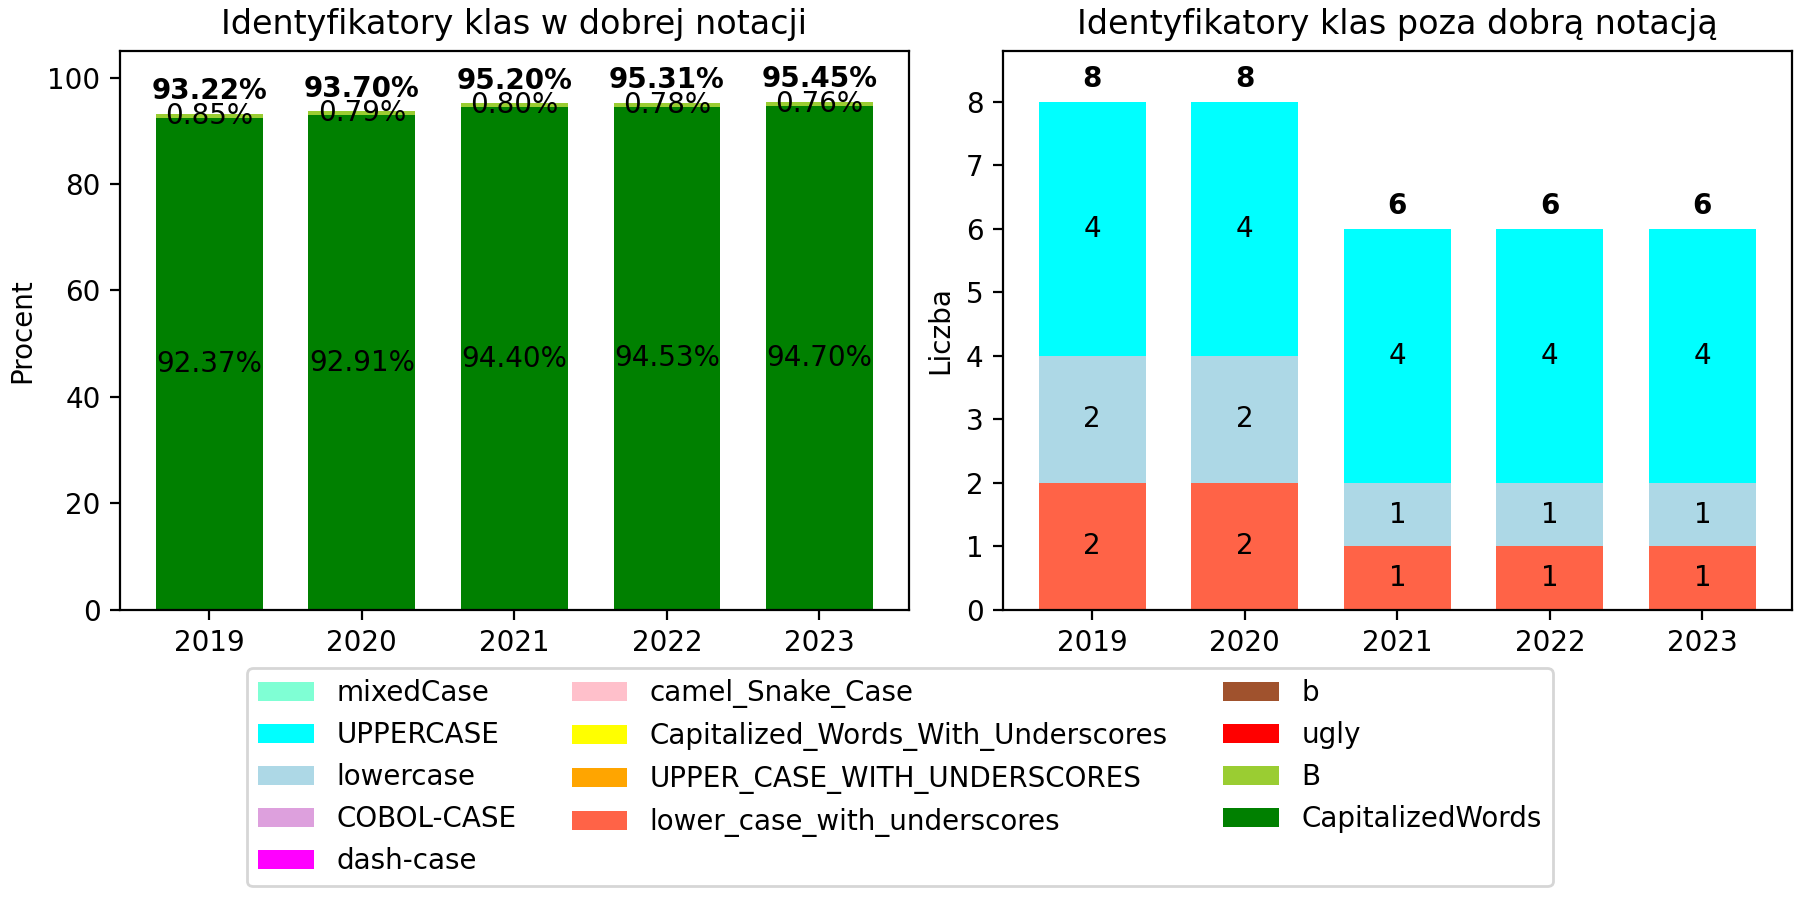 Identyfikatory klas w dobrej notacji
Procent
100
80
60
40
20
0
93.22% 93.70% 95.20% 95.31% 95.45%
0.85% 0.79% 0.80% 0.78% 0.76%
92.37% 92.91% 94.40% 94.53% 94.70%
2019 2020 2021 2022 2023
Identyfikatory klas poza dobrą notacją
Liczba
8
7
6
5
4
3
2
1
0
8 8 6 6 6
4 4 4 4 4
2 2 1 1 1
2 2 1 1 1
2019 2020 2021 2022 2023
mixedCase
UPPERCASE
lowercase
COBOL-CASE
dash-case
camel_Snake_Case
Capitalized_Words_With_Underscores
UPPER_CASE_WITH_UNDERSCORES
lower_case_with_underscores
b
ugly
B
CapitalizedWords